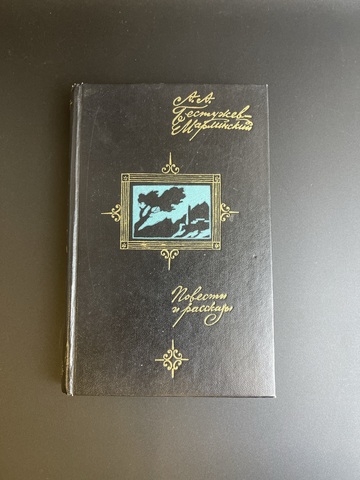 А. А.
Бестужев-
Марлинский
Повести
и рассказы